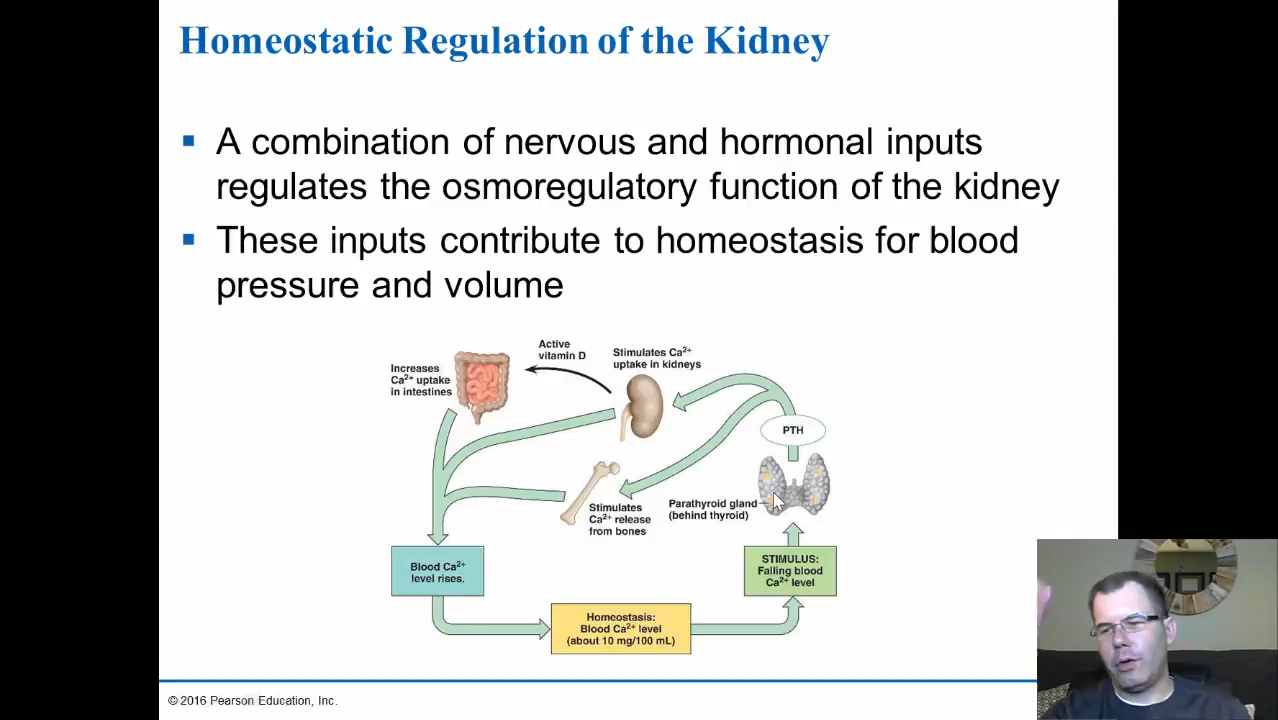 Homeostatic Regulation of the Kidney
▪ A combination of nervous and hormonal inputs
regulates the osmoregulatory function of the kidney
▪ These inputs contribute to homeostasis for blood
pressure and volume
Active
vitamin D
Stimulates Ca²⁺
uptake in kidneys
Increases
Ca²⁺ uptake
in intestines
PTH
Stimulates
Ca²⁺ release
from bones
Parathyroid gland
(behind thyroid)
Blood Ca²⁺
level rises.
STIMULUS:
Falling blood
Ca²⁺ level
Homeostasis:
Blood Ca²⁺ level
(about 10 mg/100 mL)
© 2016 Pearson Education, Inc.